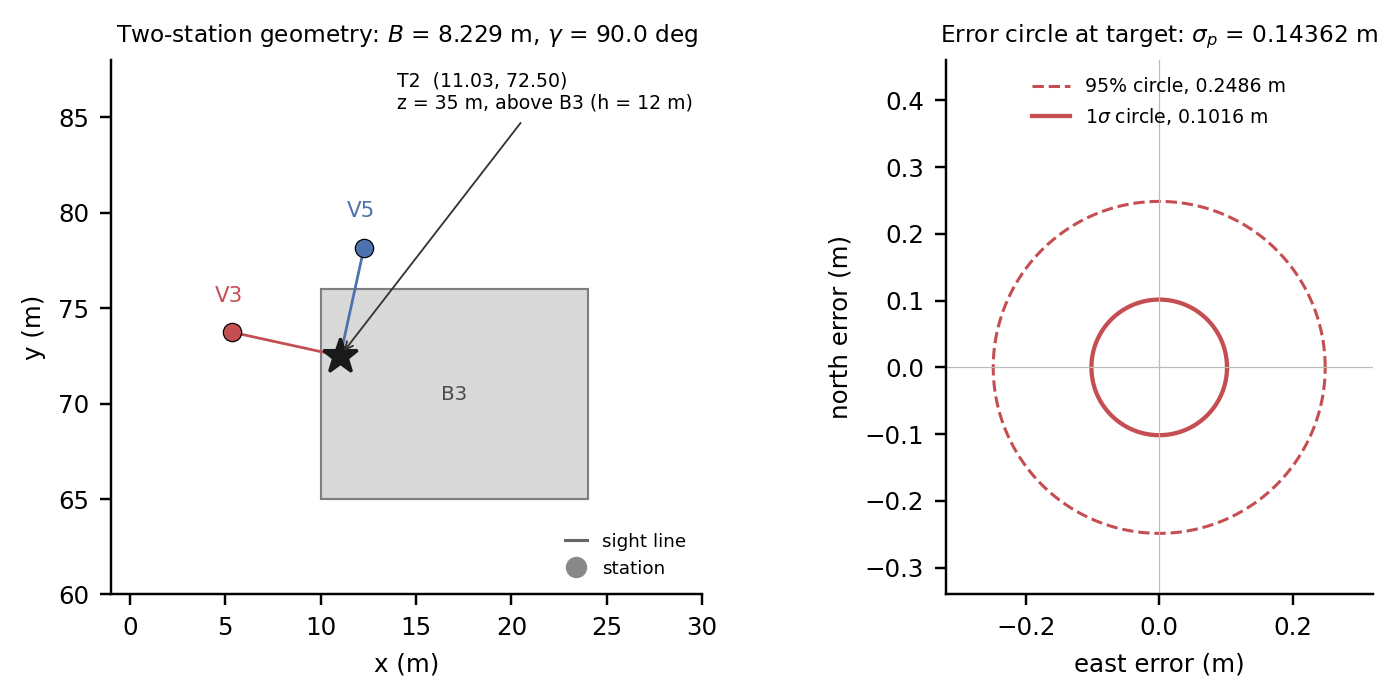 Two-station geometry: B = 8.229 m, γ = 90.0 deg
T2 (11.03, 72.50)
z = 35 m, above B3 (h = 12 m)
85
80
75
70
65
60
y (m)
V5
V3
B3
sight line
station
0
5
10
15
20
25
30
x (m)
Error circle at target: σₚ = 0.14362 m
95% circle, 0.2486 m
1σ circle, 0.1016 m
0.4
0.3
0.2
0.1
0.0
−0.1
−0.2
−0.3
north error (m)
−0.2
0.0
0.2
east error (m)